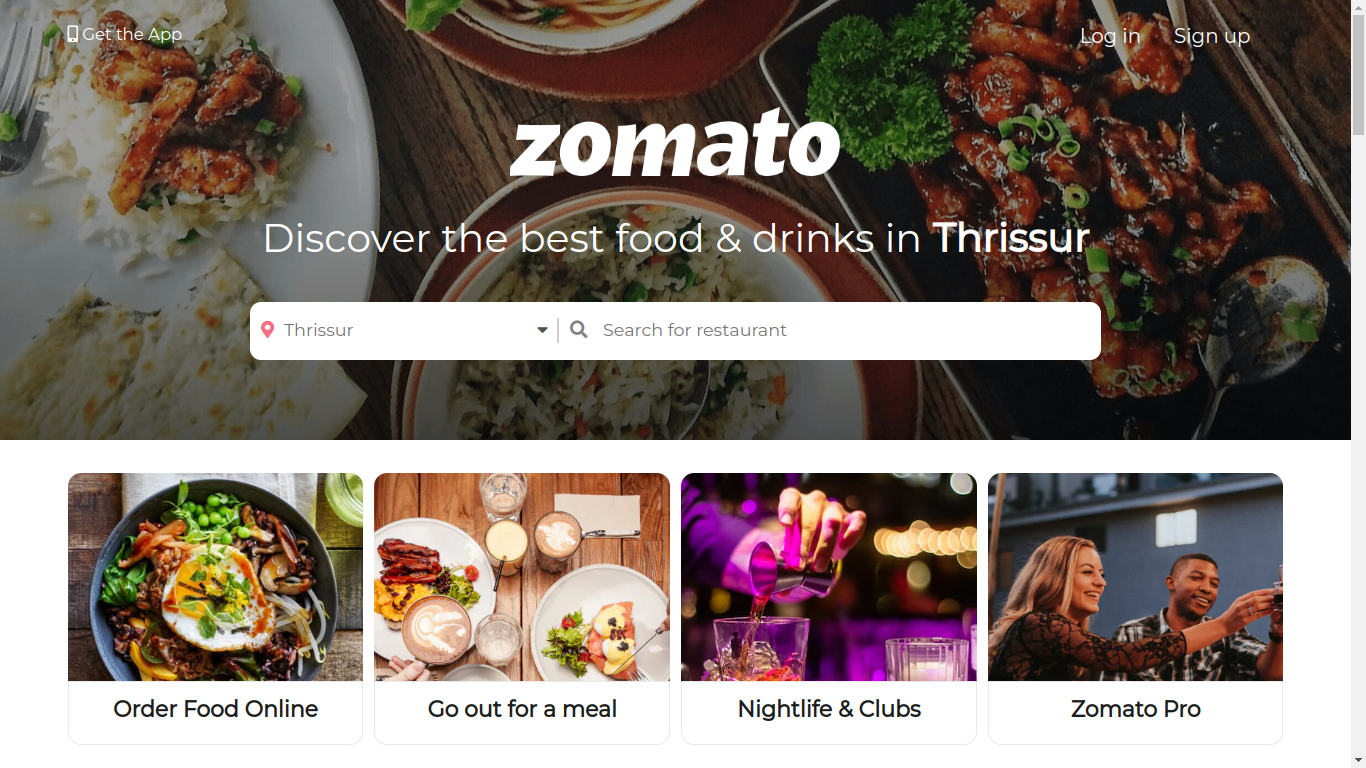 Get the App
Log in
Sign up
zomato
Discover the best food & drinks in Thrissur
Thrissur
Search for restaurant
Order Food Online
Go out for a meal
Nightlife & Clubs
Zomato Pro